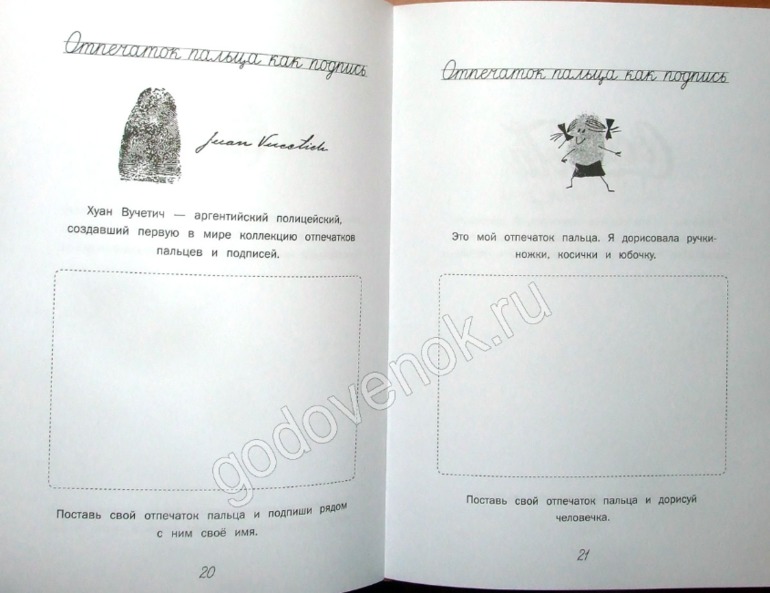 Отпечаток пальца как подпись
Juan Vucetich
Хуан Вучетич — аргентийский полицейский,
создавший первую в мире коллекцию отпечатков
пальцев и подписей.
Поставь свой отпечаток пальца и подпиши рядом
с ним своё имя.
20
Отпечаток пальца как подпись
Это мой отпечаток пальца. Я дорисовала ручки-
ножки, косички и юбочку.
Поставь свой отпечаток пальца и дорисуй
человечка.
21
godovenok.ru